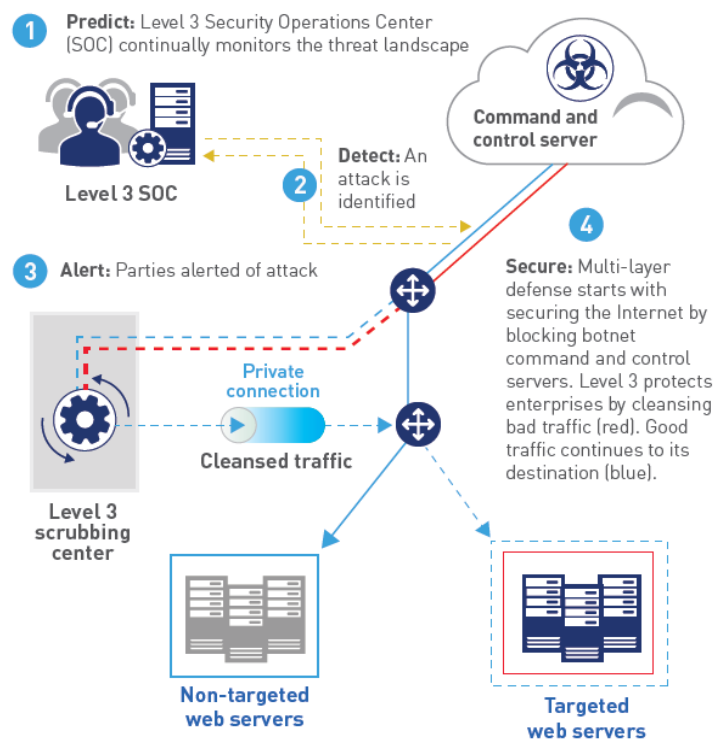 1
Predict: Level 3 Security Operations Center
(SOC) continually monitors the threat landscape
Command and
control server
Level 3 SOC
2
Detect: An
attack is
identified
3
Alert: Parties alerted of attack
4
Secure: Multi-layer
defense starts with
securing the Internet by
blocking botnet
command and control
servers. Level 3 protects
enterprises by cleansing
bad traffic (red). Good
traffic continues to its
destination (blue).
Private
connection
Cleansed traffic
Level 3
scrubbing
center
Non-targeted
web servers
Targeted
web servers